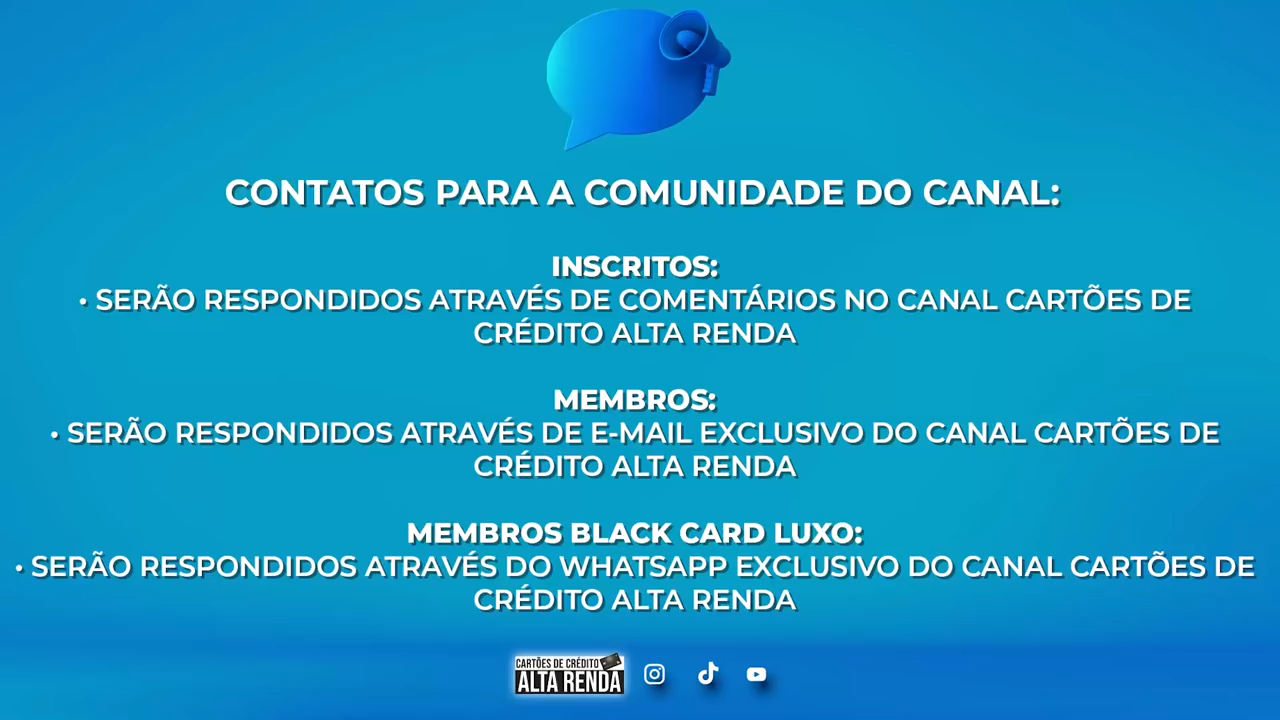 CONTATOS PARA A COMUNIDADE DO CANAL:
INSCRITOS:
• SERÃO RESPONDIDOS ATRAVÉS DE COMENTÁRIOS NO CANAL CARTÕES DE
CRÉDITO ALTA RENDA
MEMBROS:
• SERÃO RESPONDIDOS ATRAVÉS DE E-MAIL EXCLUSIVO DO CANAL CARTÕES DE
CRÉDITO ALTA RENDA
MEMBROS BLACK CARD LUXO:
• SERÃO RESPONDIDOS ATRAVÉS DO WHATSAPP EXCLUSIVO DO CANAL CARTÕES DE
CRÉDITO ALTA RENDA
CARTÕES DE CRÉDITO
ALTA RENDA